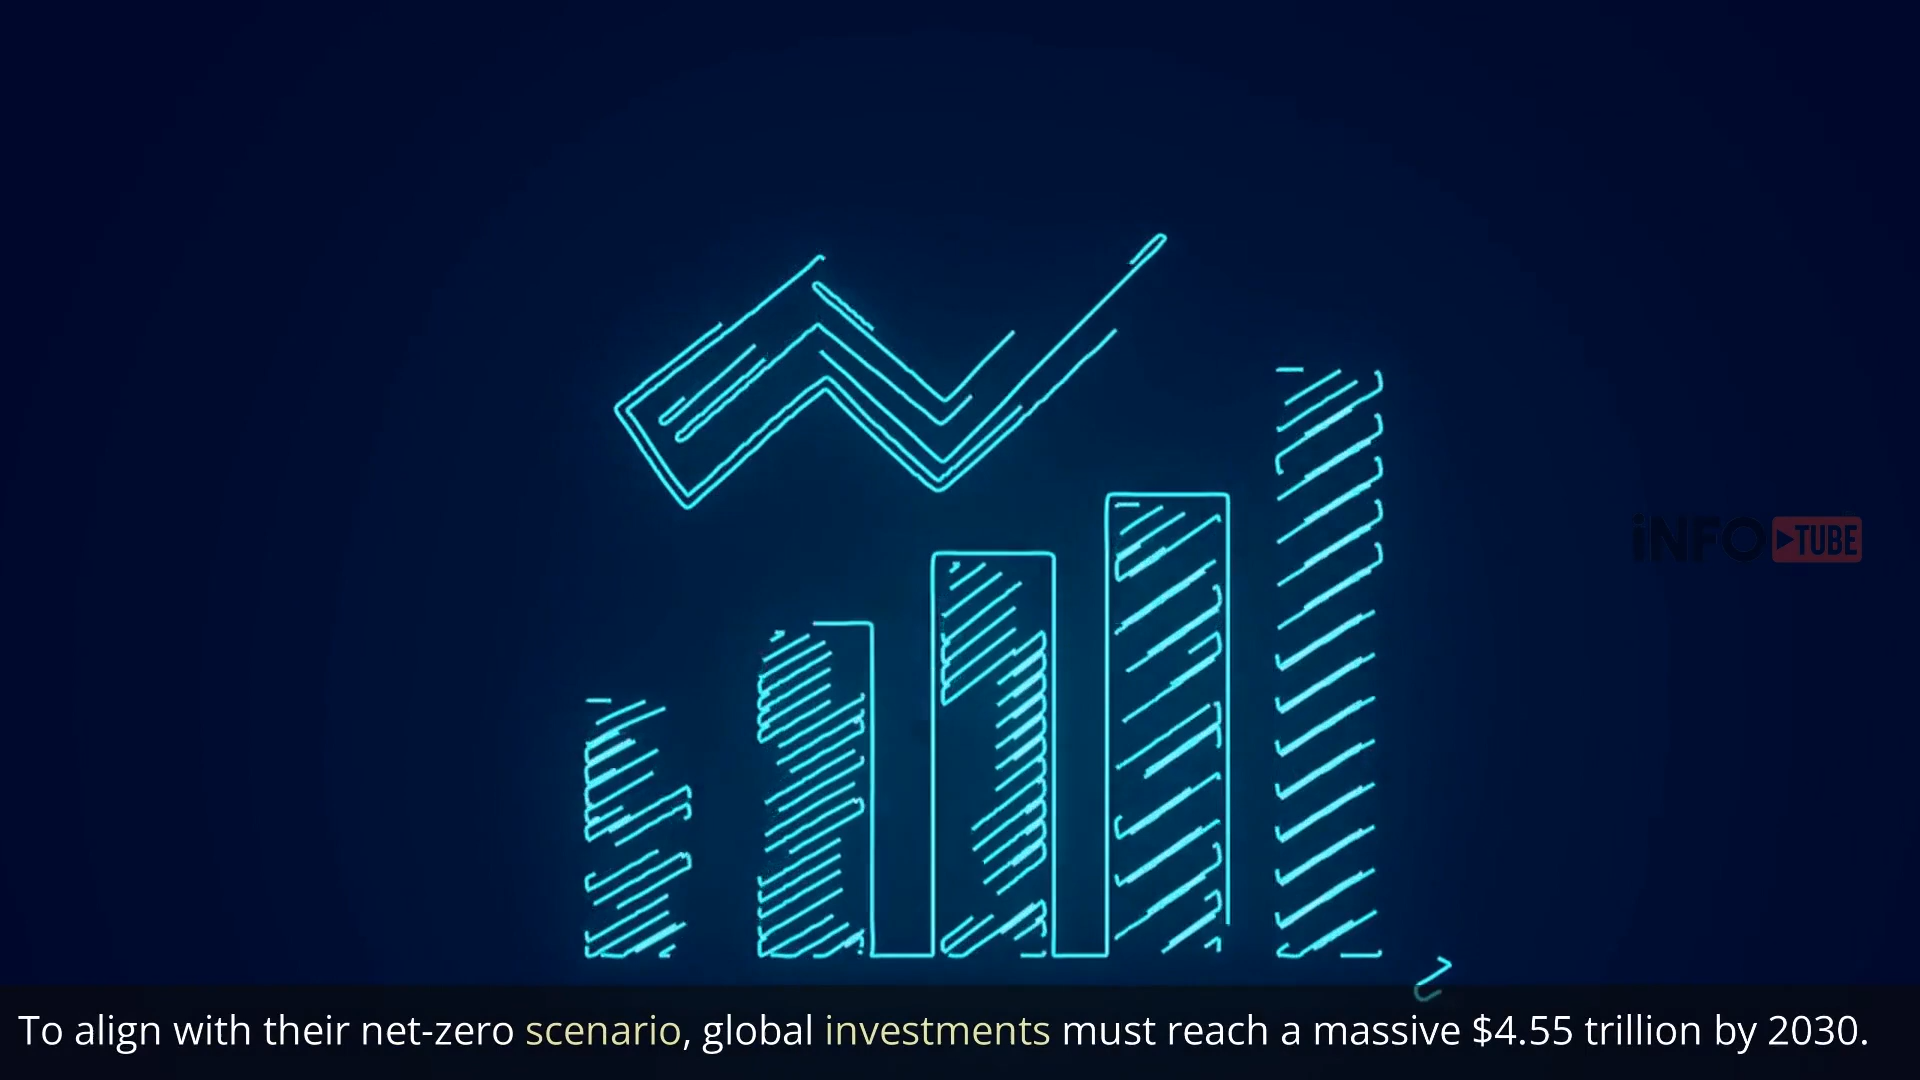 iNFO TUBE
To align with their net-zero scenario, global investments must reach a massive $4.55 trillion by 2030.